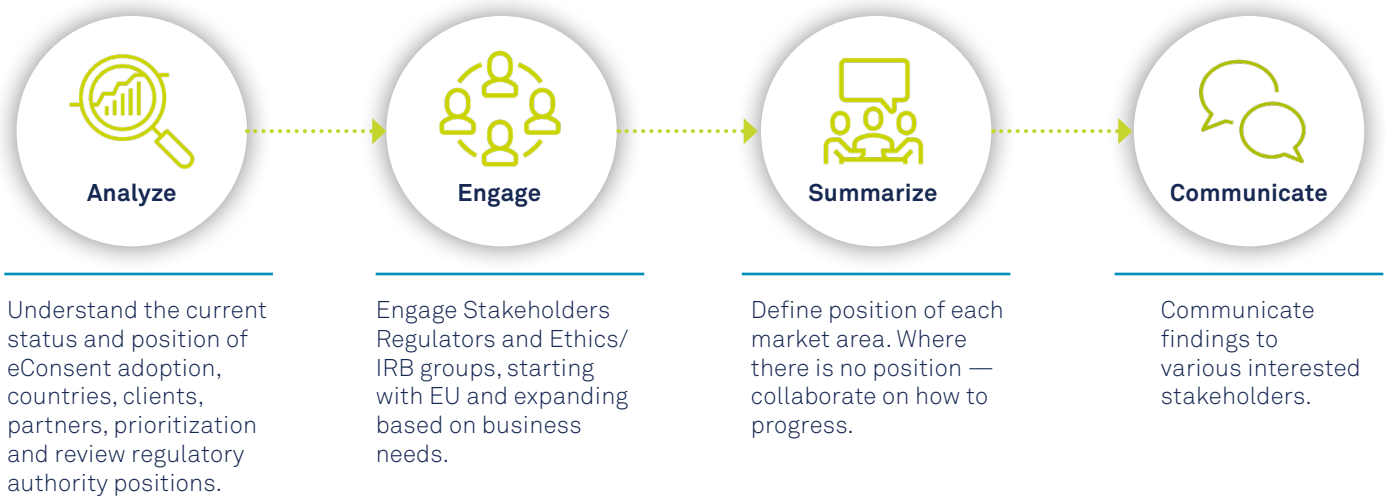 Analyze
Understand the current
status and position of
eConsent adoption,
countries, clients,
partners, prioritization
and review regulatory
authority positions.
Engage
Engage Stakeholders
Regulators and Ethics/
IRB groups, starting
with EU and expanding
based on business
needs.
Summarize
Define position of each
market area. Where
there is no position —
collaborate on how to
progress.
Communicate
Communicate
findings to
various interested
stakeholders.